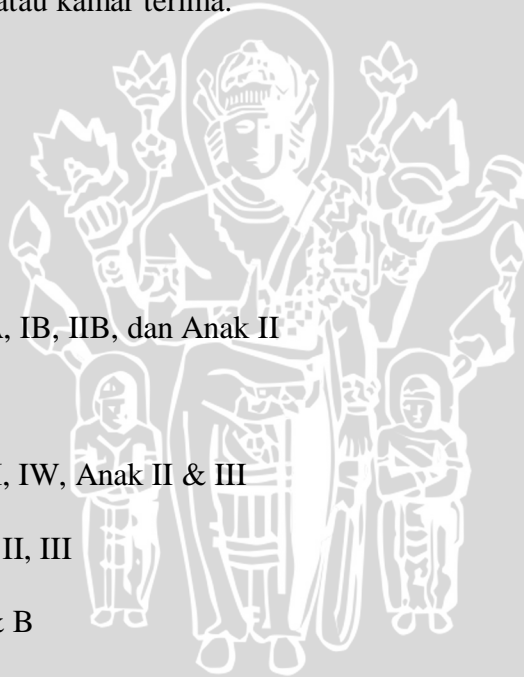 atau kamar terima.
, IB, IIB, dan Anak II
, IW, Anak II & III
II, III
& B